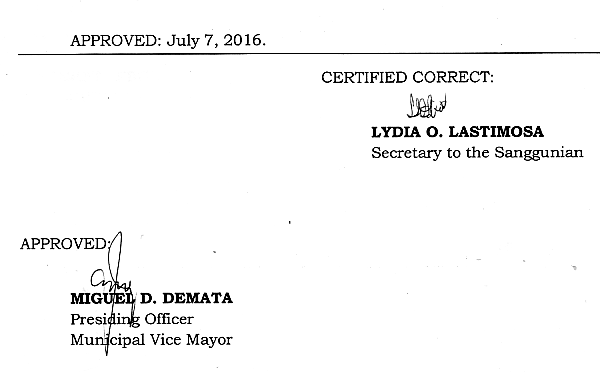 APPROVED: July 7, 2016.
CERTIFIED CORRECT:
LYDIA O. LASTIMOSA
Secretary to the Sanggunian
APPROVED:
MIGUEL D. DEMATA
Presiding Officer
Municipal Vice Mayor